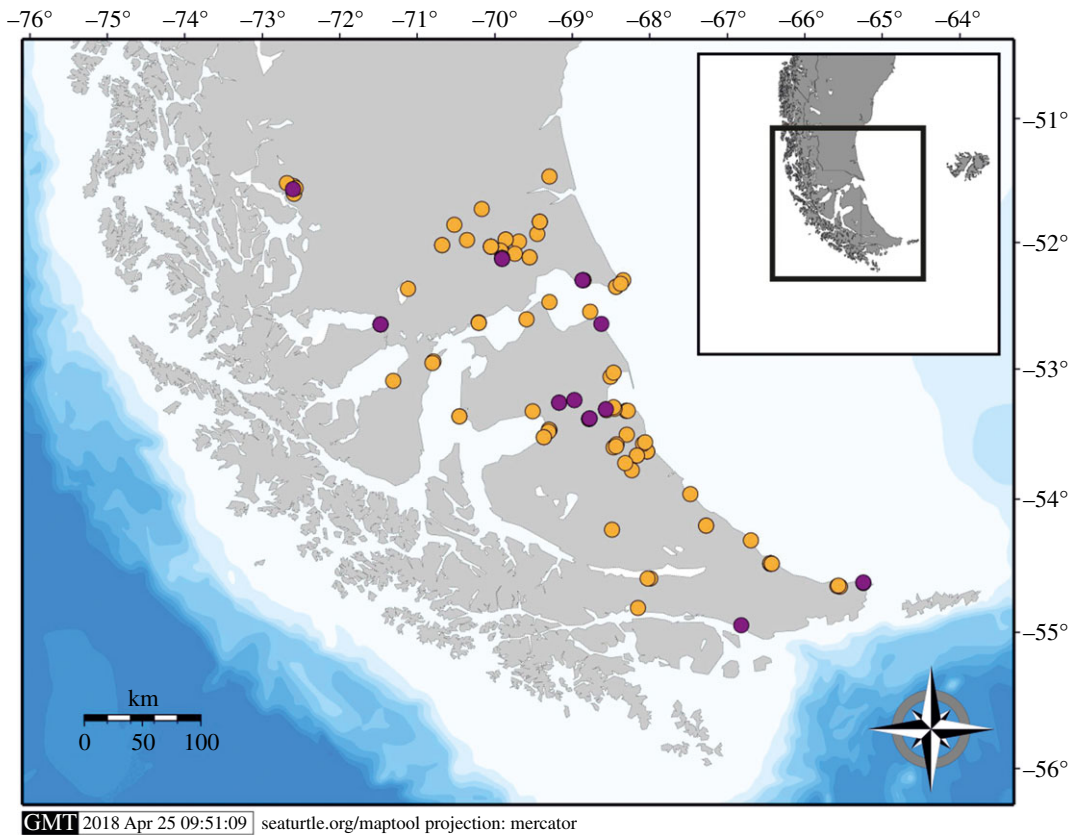 −76° −75° −74° −73° −72° −71° −70° −69° −68° −67° −66° −65° −64°
−51°
−52°
−53°
−54°
−55°
−56°
km
0 50 100
GMT 2018 Apr 25 09:51:09 seaturtle.org/maptool projection: mercator